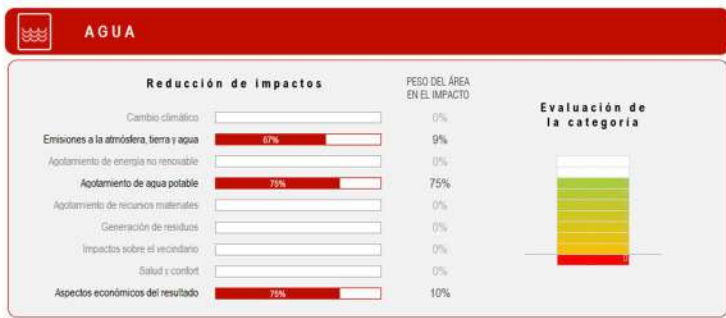 AGUA
Reducción de impactos
PESO DEL ÁREA
EN EL IMPACTO
Evaluación de
la categoría
Cambio climático 0%
Emisiones a la atmósfera, tierra y agua 67% 9%
Agotamiento de energía no renovable 0%
Agotamiento de agua potable 75% 75%
Agotamiento de recursos materiales 0%
Generación de residuos 0%
Impactos sobre el vecindario 0%
Salud y confort 0%
Aspectos económicos del resultado 75% 10%
0